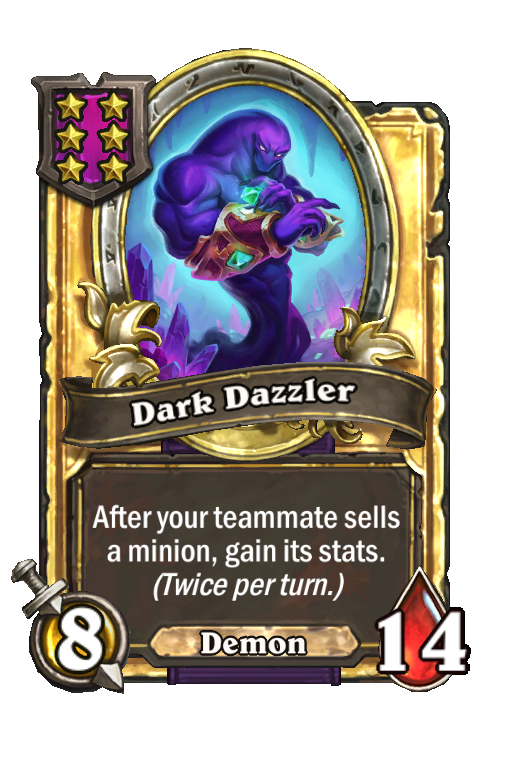 Dark Dazzler
After your teammate sells
a minion, gain its stats.
(Twice per turn.)
8
Demon
14